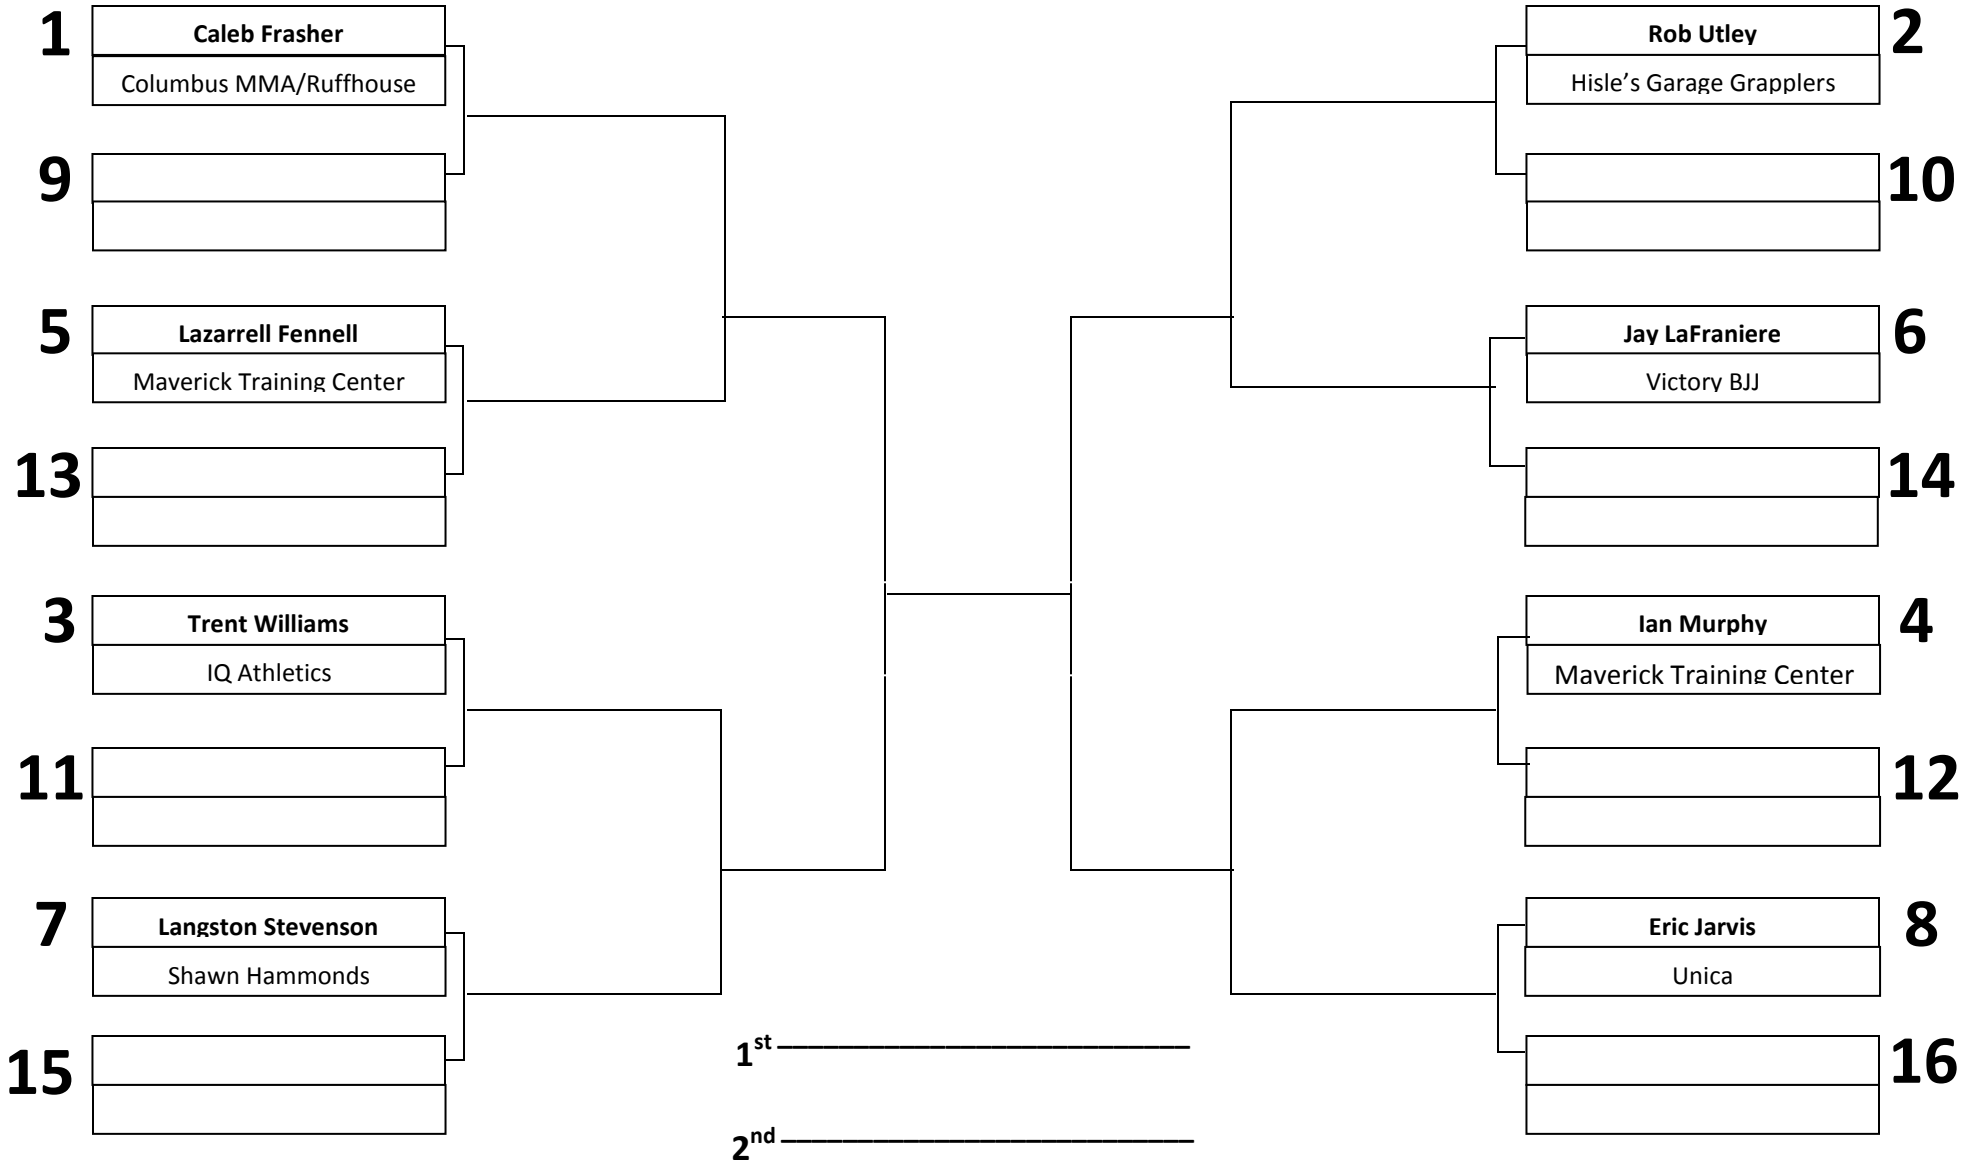 1
Caleb Frasher
Columbus MMA/Ruffhouse
9
5
Lazarrell Fennell
Maverick Training Center
13
3
Trent Williams
IQ Athletics
11
7
Langston Stevenson
Shawn Hammonds
15
Rob Utley
2
Hisle’s Garage Grapplers
10
Jay LaFraniere
6
Victory BJJ
14
Ian Murphy
4
Maverick Training Center
12
Eric Jarvis
8
Unica
16
1st
2nd